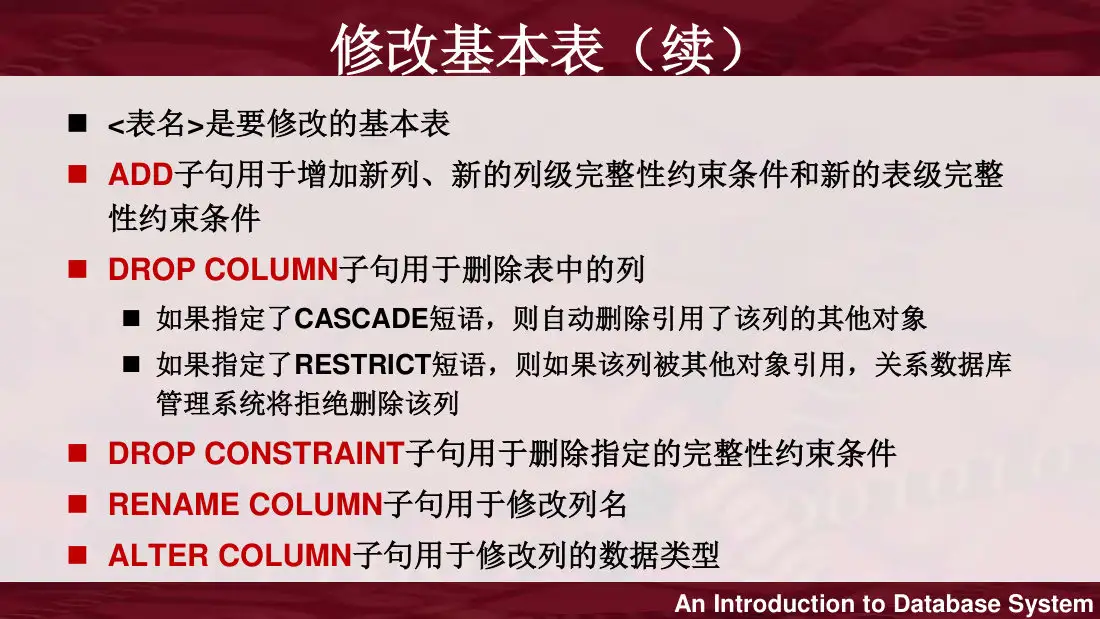 修改基本表（续）
■ <表名>是要修改的基本表
■ ADD子句用于增加新列、新的列级完整性约束条件和新的表级完整
性约束条件
■ DROP COLUMN子句用于删除表中的列
■ 如果指定了CASCADE短语，则自动删除引用了该列的其他对象
■ 如果指定了RESTRICT短语，则如果该列被其他对象引用，关系数据库
管理系统将拒绝删除该列
■ DROP CONSTRAINT子句用于删除指定的完整性约束条件
■ RENAME COLUMN子句用于修改列名
■ ALTER COLUMN子句用于修改列的数据类型
An Introduction to Database System